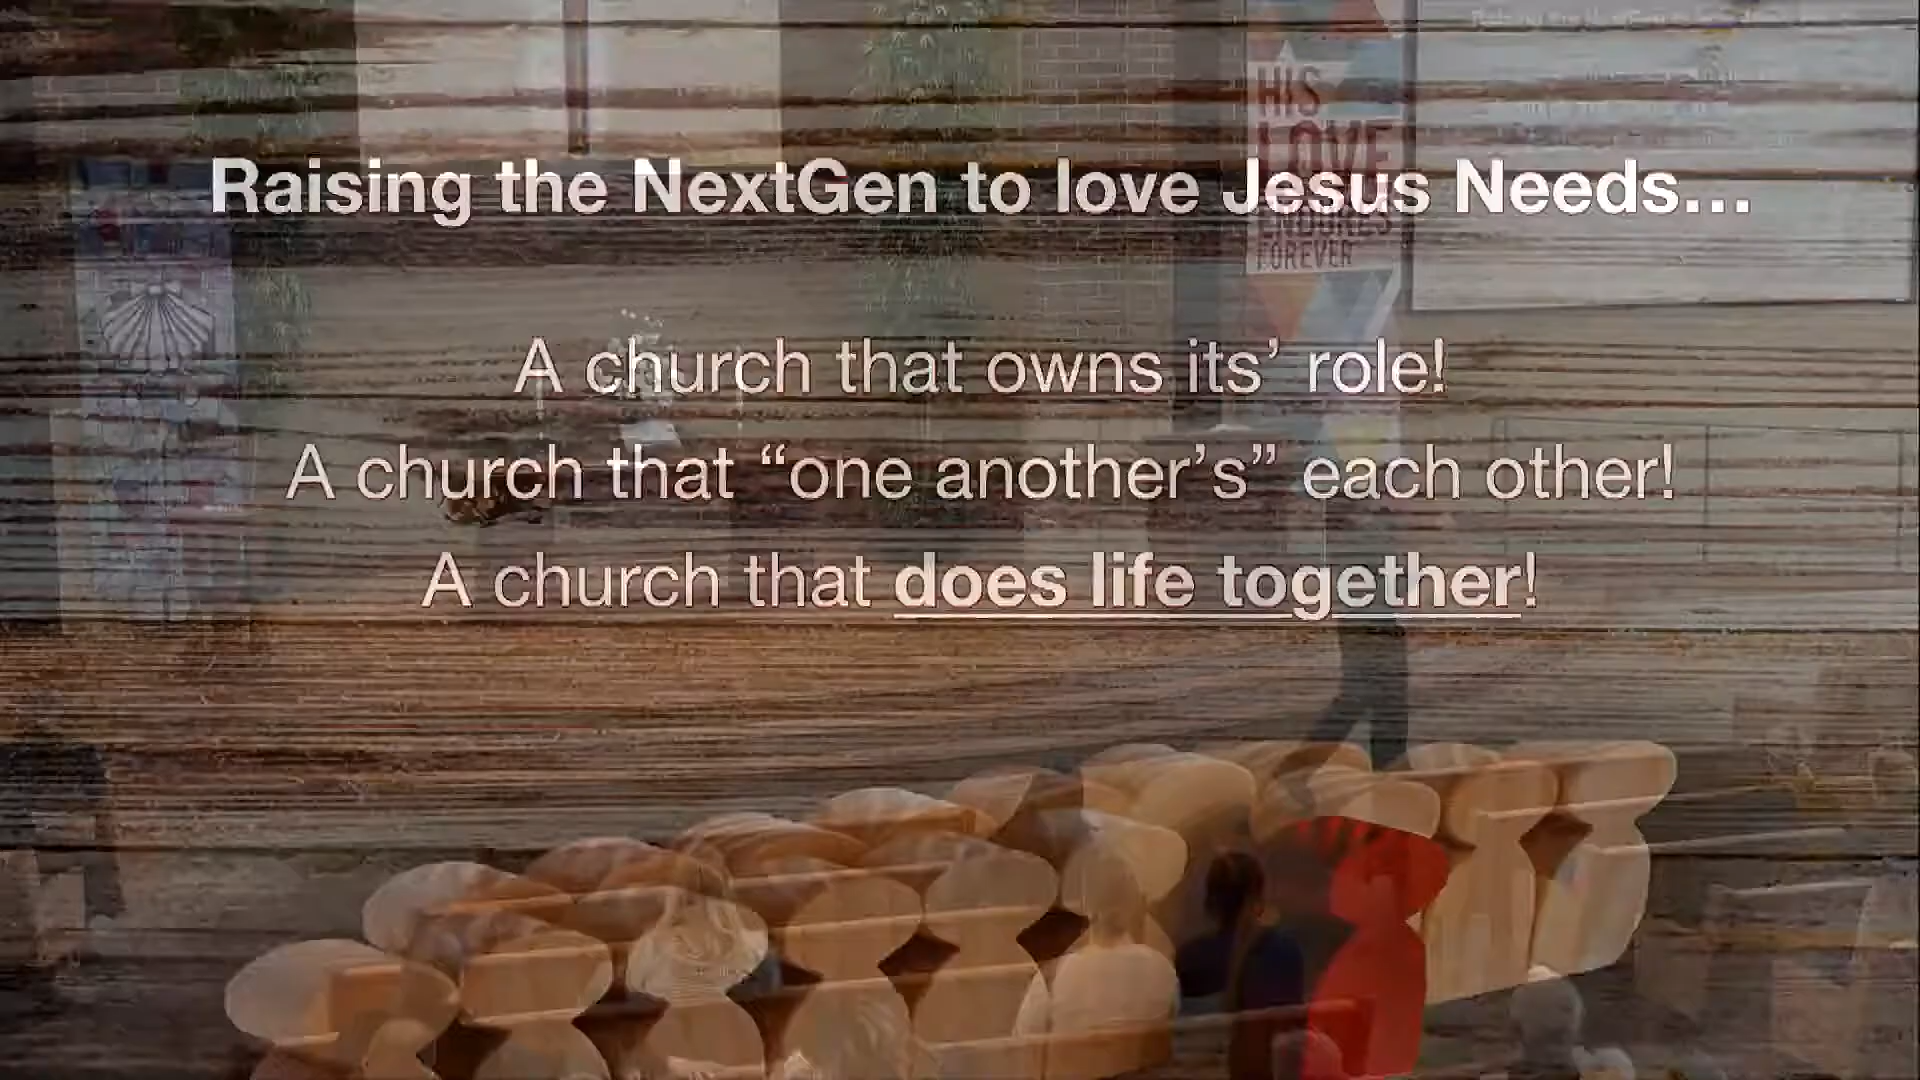 HIS
LOVE
ENDURES
FOREVER
Raising the NextGen to love Jesus Needs...
A church that owns its’ role!
A church that “one another’s” each other!
A church that does life together!